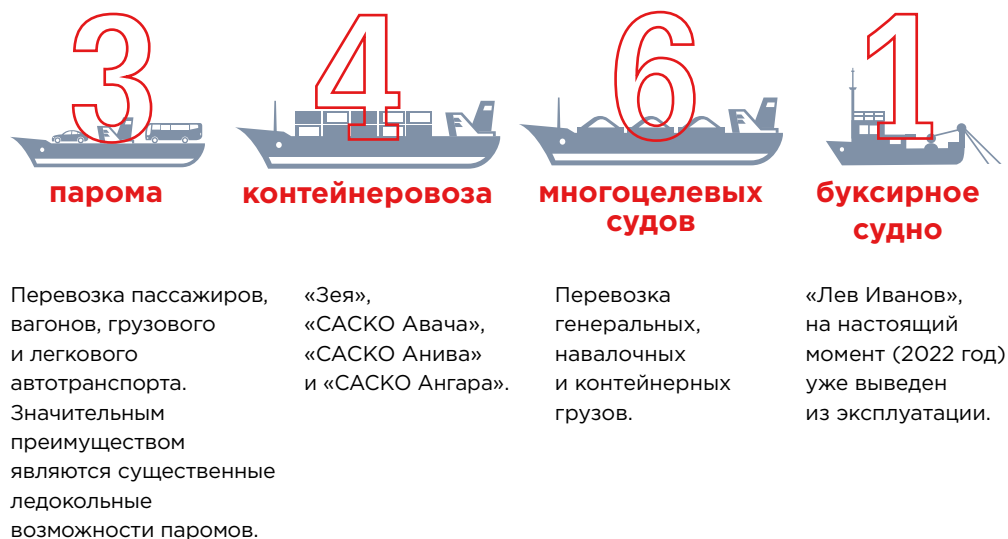 3
парома
Перевозка пассажиров,
вагонов, грузового
и легкового
автотранспорта.
Значительным
преимуществом
являются существенные
ледокольные
возможности паромов.
4
контейнеровоза
«Зея»,
«САСКО Авача»,
«САСКО Анива»
и «САСКО Ангара».
6
многоцелевых
судов
Перевозка
генеральных,
навалочных
и контейнерных
грузов.
1
буксирное
судно
«Лев Иванов»,
на настоящий
момент (2022 год)
уже выведен
из эксплуатации.